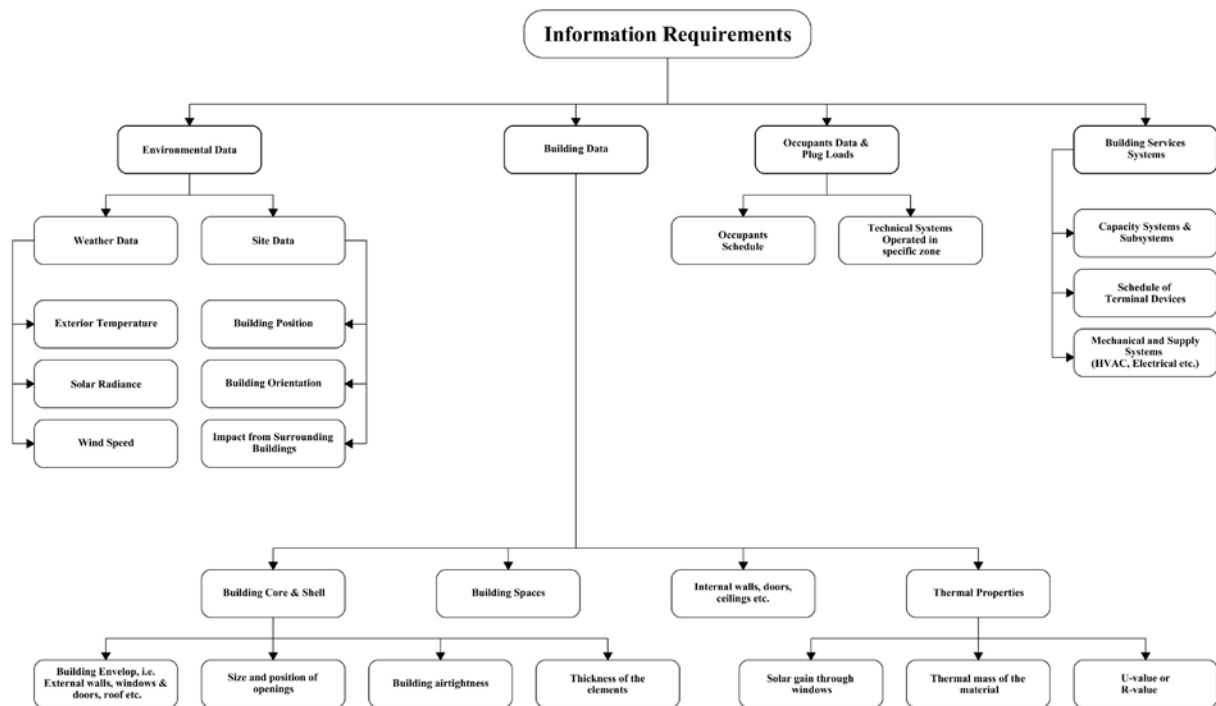 Information Requirements
Environmental Data
Building Data
Occupants Data &
Plug Loads
Building Services
Systems
Weather Data
Site Data
Occupants
Schedule
Technical Systems
Operated in
specific zone
Capacity Systems &
Subsystems
Exterior Temperature
Building Position
Schedule of
Terminal Devices
Solar Radiance
Building Orientation
Mechanical and Supply
Systems
(HVAC, Electrical etc.)
Wind Speed
Impact from Surrounding
Buildings
Building Core & Shell
Building Spaces
Internal walls, doors,
ceilings etc.
Thermal Properties
Building Envelop, i.e.
External walls, windows &
doors, roof etc.
Size and position of
openings
Building airtightness
Thickness of the
elements
Solar gain through
windows
Thermal mass of the
material
U-value or
R-value